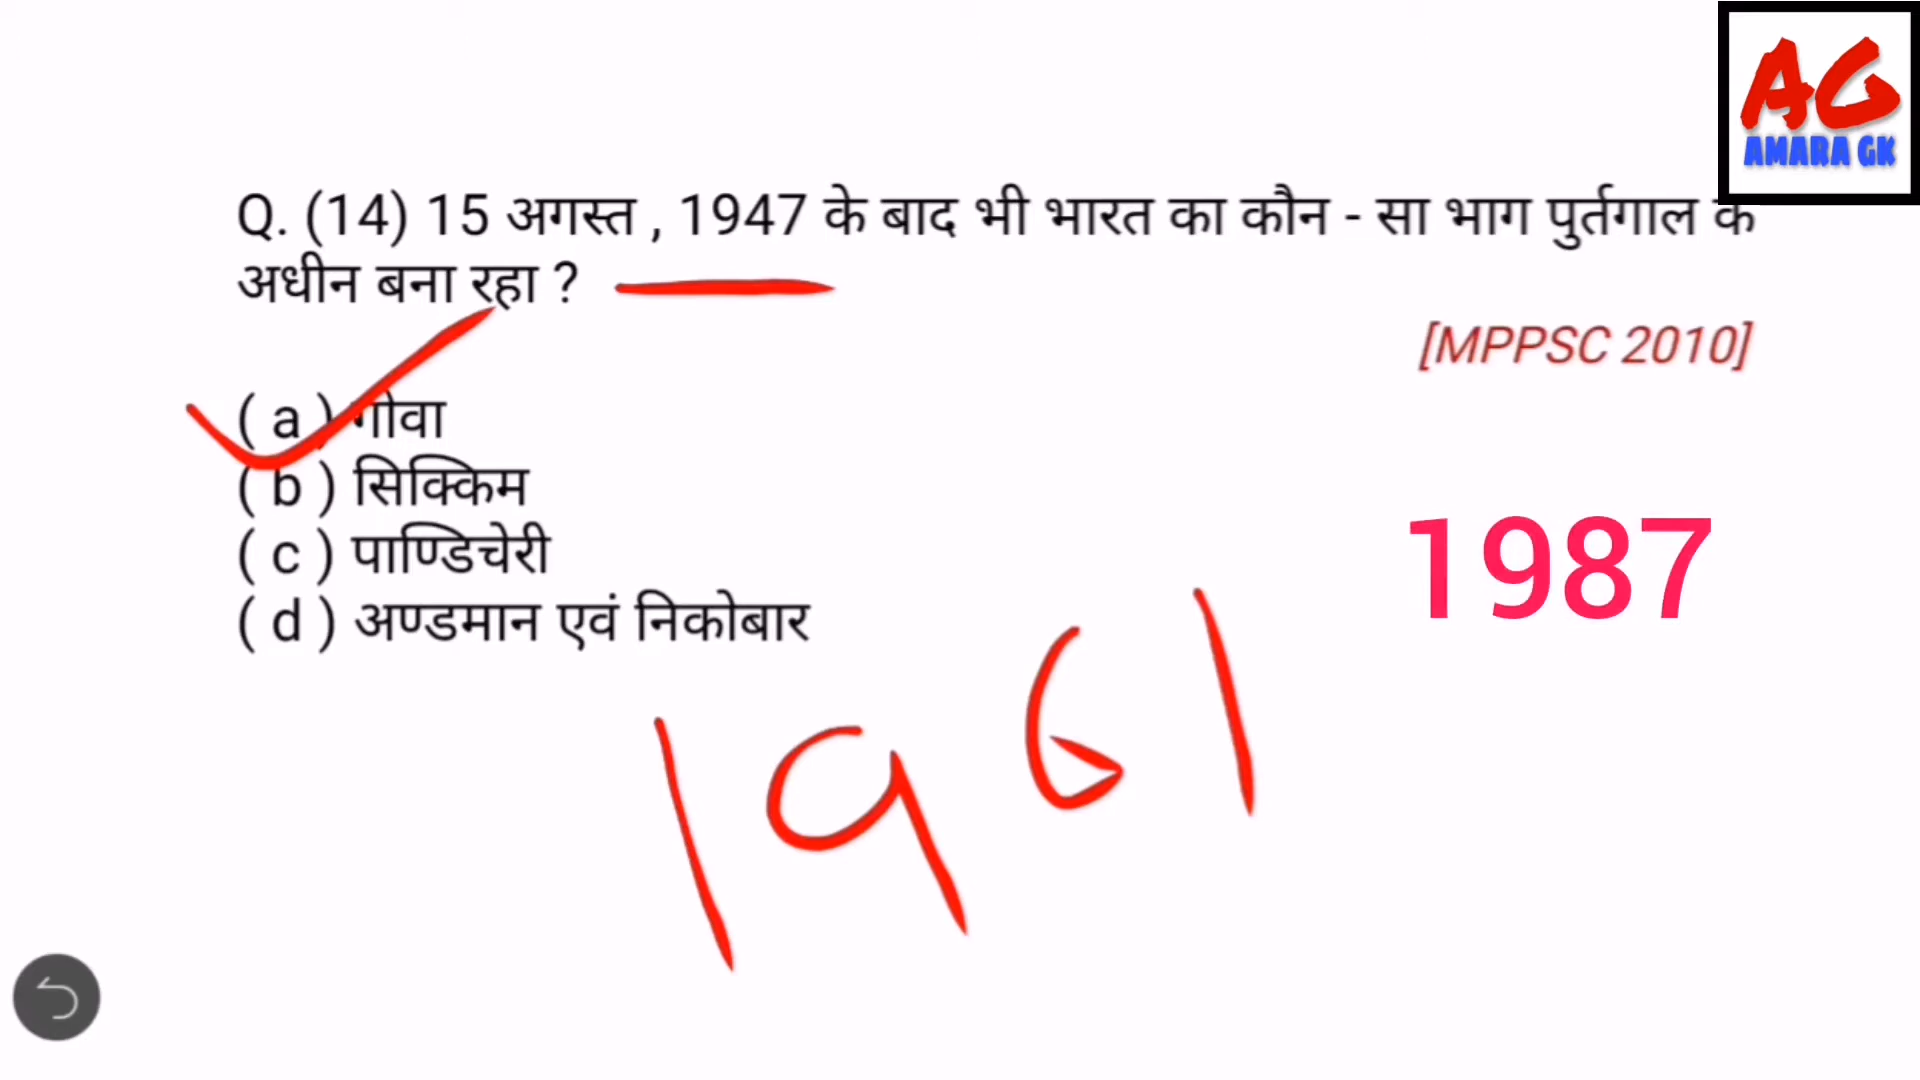 AG
AMARA GK
Q. (14) 15 अगस्त , 1947 के बाद भी भारत का कौन - सा भाग पुर्तगाल के
अधीन बना रहा ?
[MPPSC 2010]
( a ) गोवा
( b ) सिक्किम
( c ) पाण्डिचेरी
( d ) अण्डमान एवं निकोबार
1987
1961